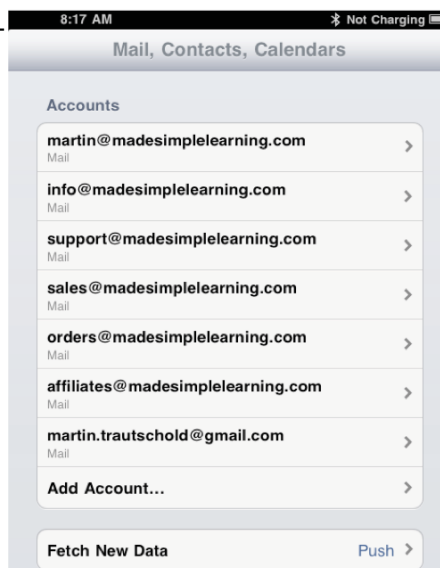 8:17 AM Not Charging
Mail, Contacts, Calendars
Accounts
martin@madesimplelearning.com
Mail
info@madesimplelearning.com
Mail
support@madesimplelearning.com
Mail
sales@madesimplelearning.com
Mail
orders@madesimplelearning.com
Mail
affiliates@madesimplelearning.com
Mail
martin.trautschold@gmail.com
Mail
Add Account...
Fetch New Data Push